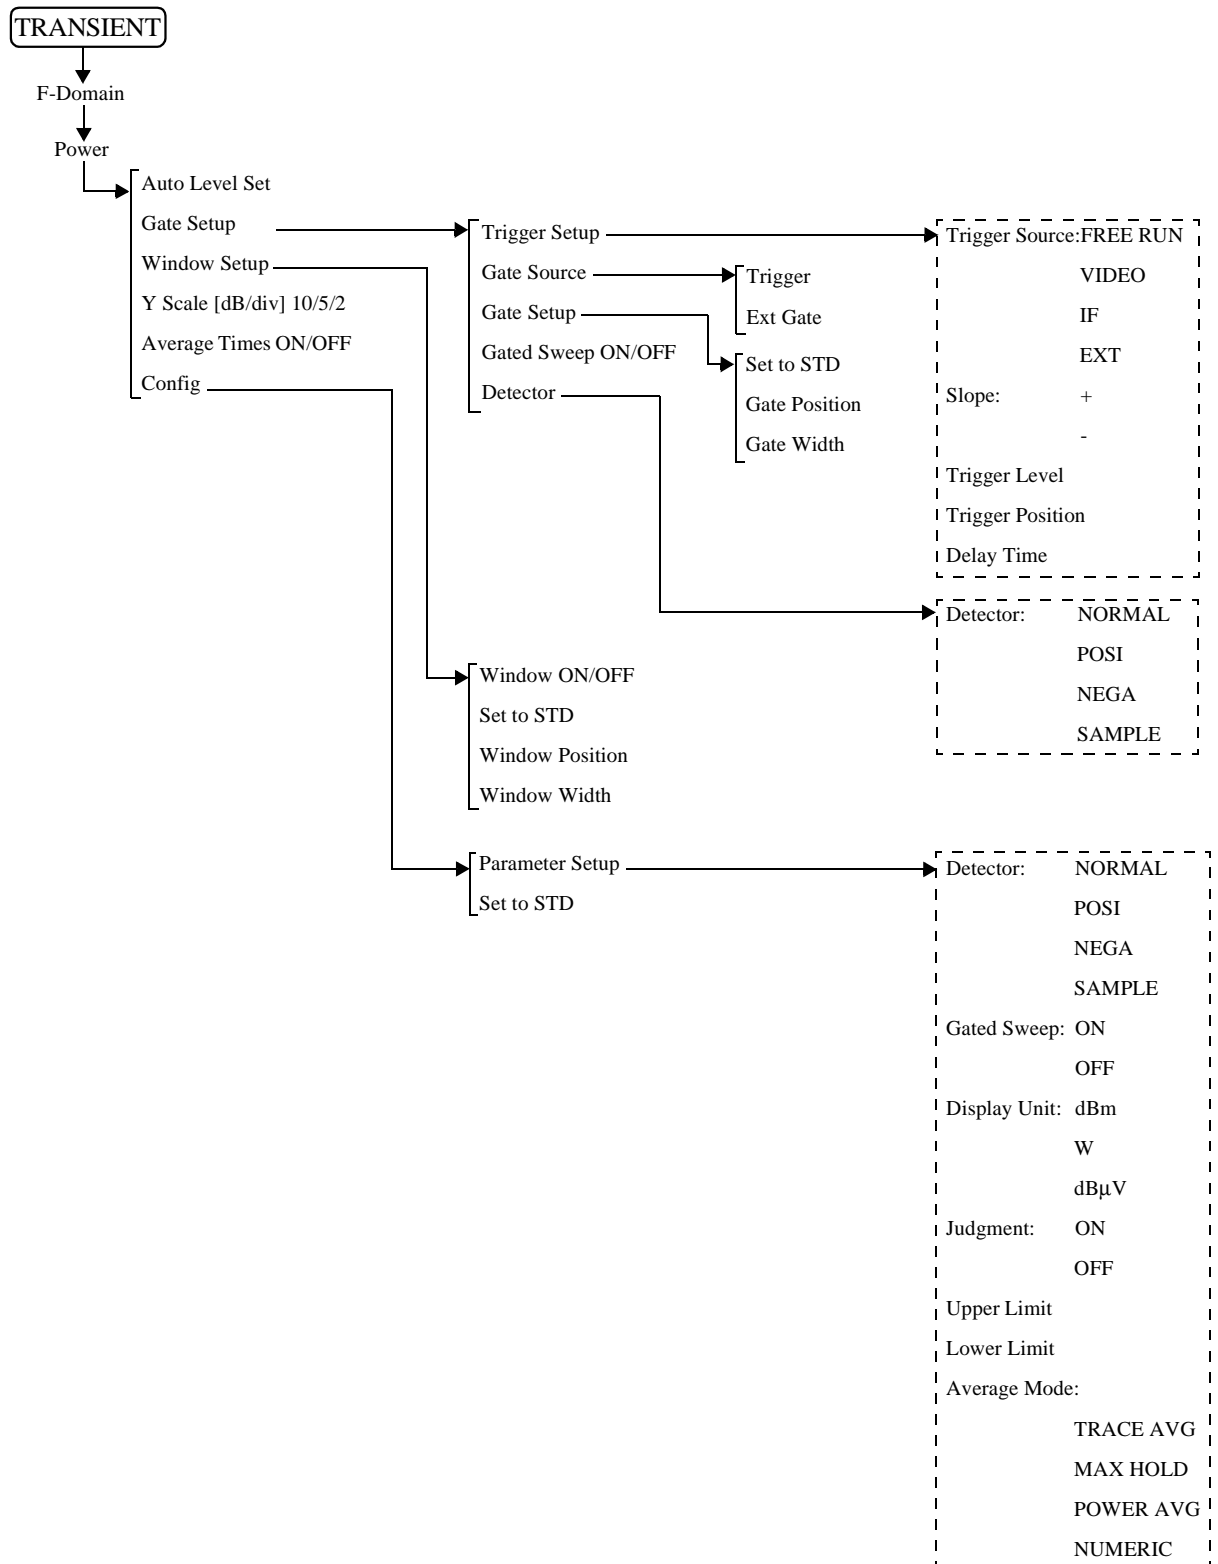 TRANSIENT
F-Domain
Power
Auto Level Set
Gate Setup
Window Setup
Y Scale [dB/div] 10/5/2
Average Times ON/OFF
Config
Trigger Setup
Gate Source
Gate Setup
Gated Sweep ON/OFF
Detector
Trigger
Ext Gate
Set to STD
Gate Position
Gate Width
Trigger Source:FREE RUN
VIDEO
IF
EXT
Slope: +
-
Trigger Level
Trigger Position
Delay Time
Detector: NORMAL
POSI
NEGA
SAMPLE
Window ON/OFF
Set to STD
Window Position
Window Width
Parameter Setup
Set to STD
Detector: NORMAL
POSI
NEGA
SAMPLE
Gated Sweep: ON
OFF
Display Unit: dBm
W
dBµV
Judgment: ON
OFF
Upper Limit
Lower Limit
Average Mode:
TRACE AVG
MAX HOLD
POWER AVG
NUMERIC